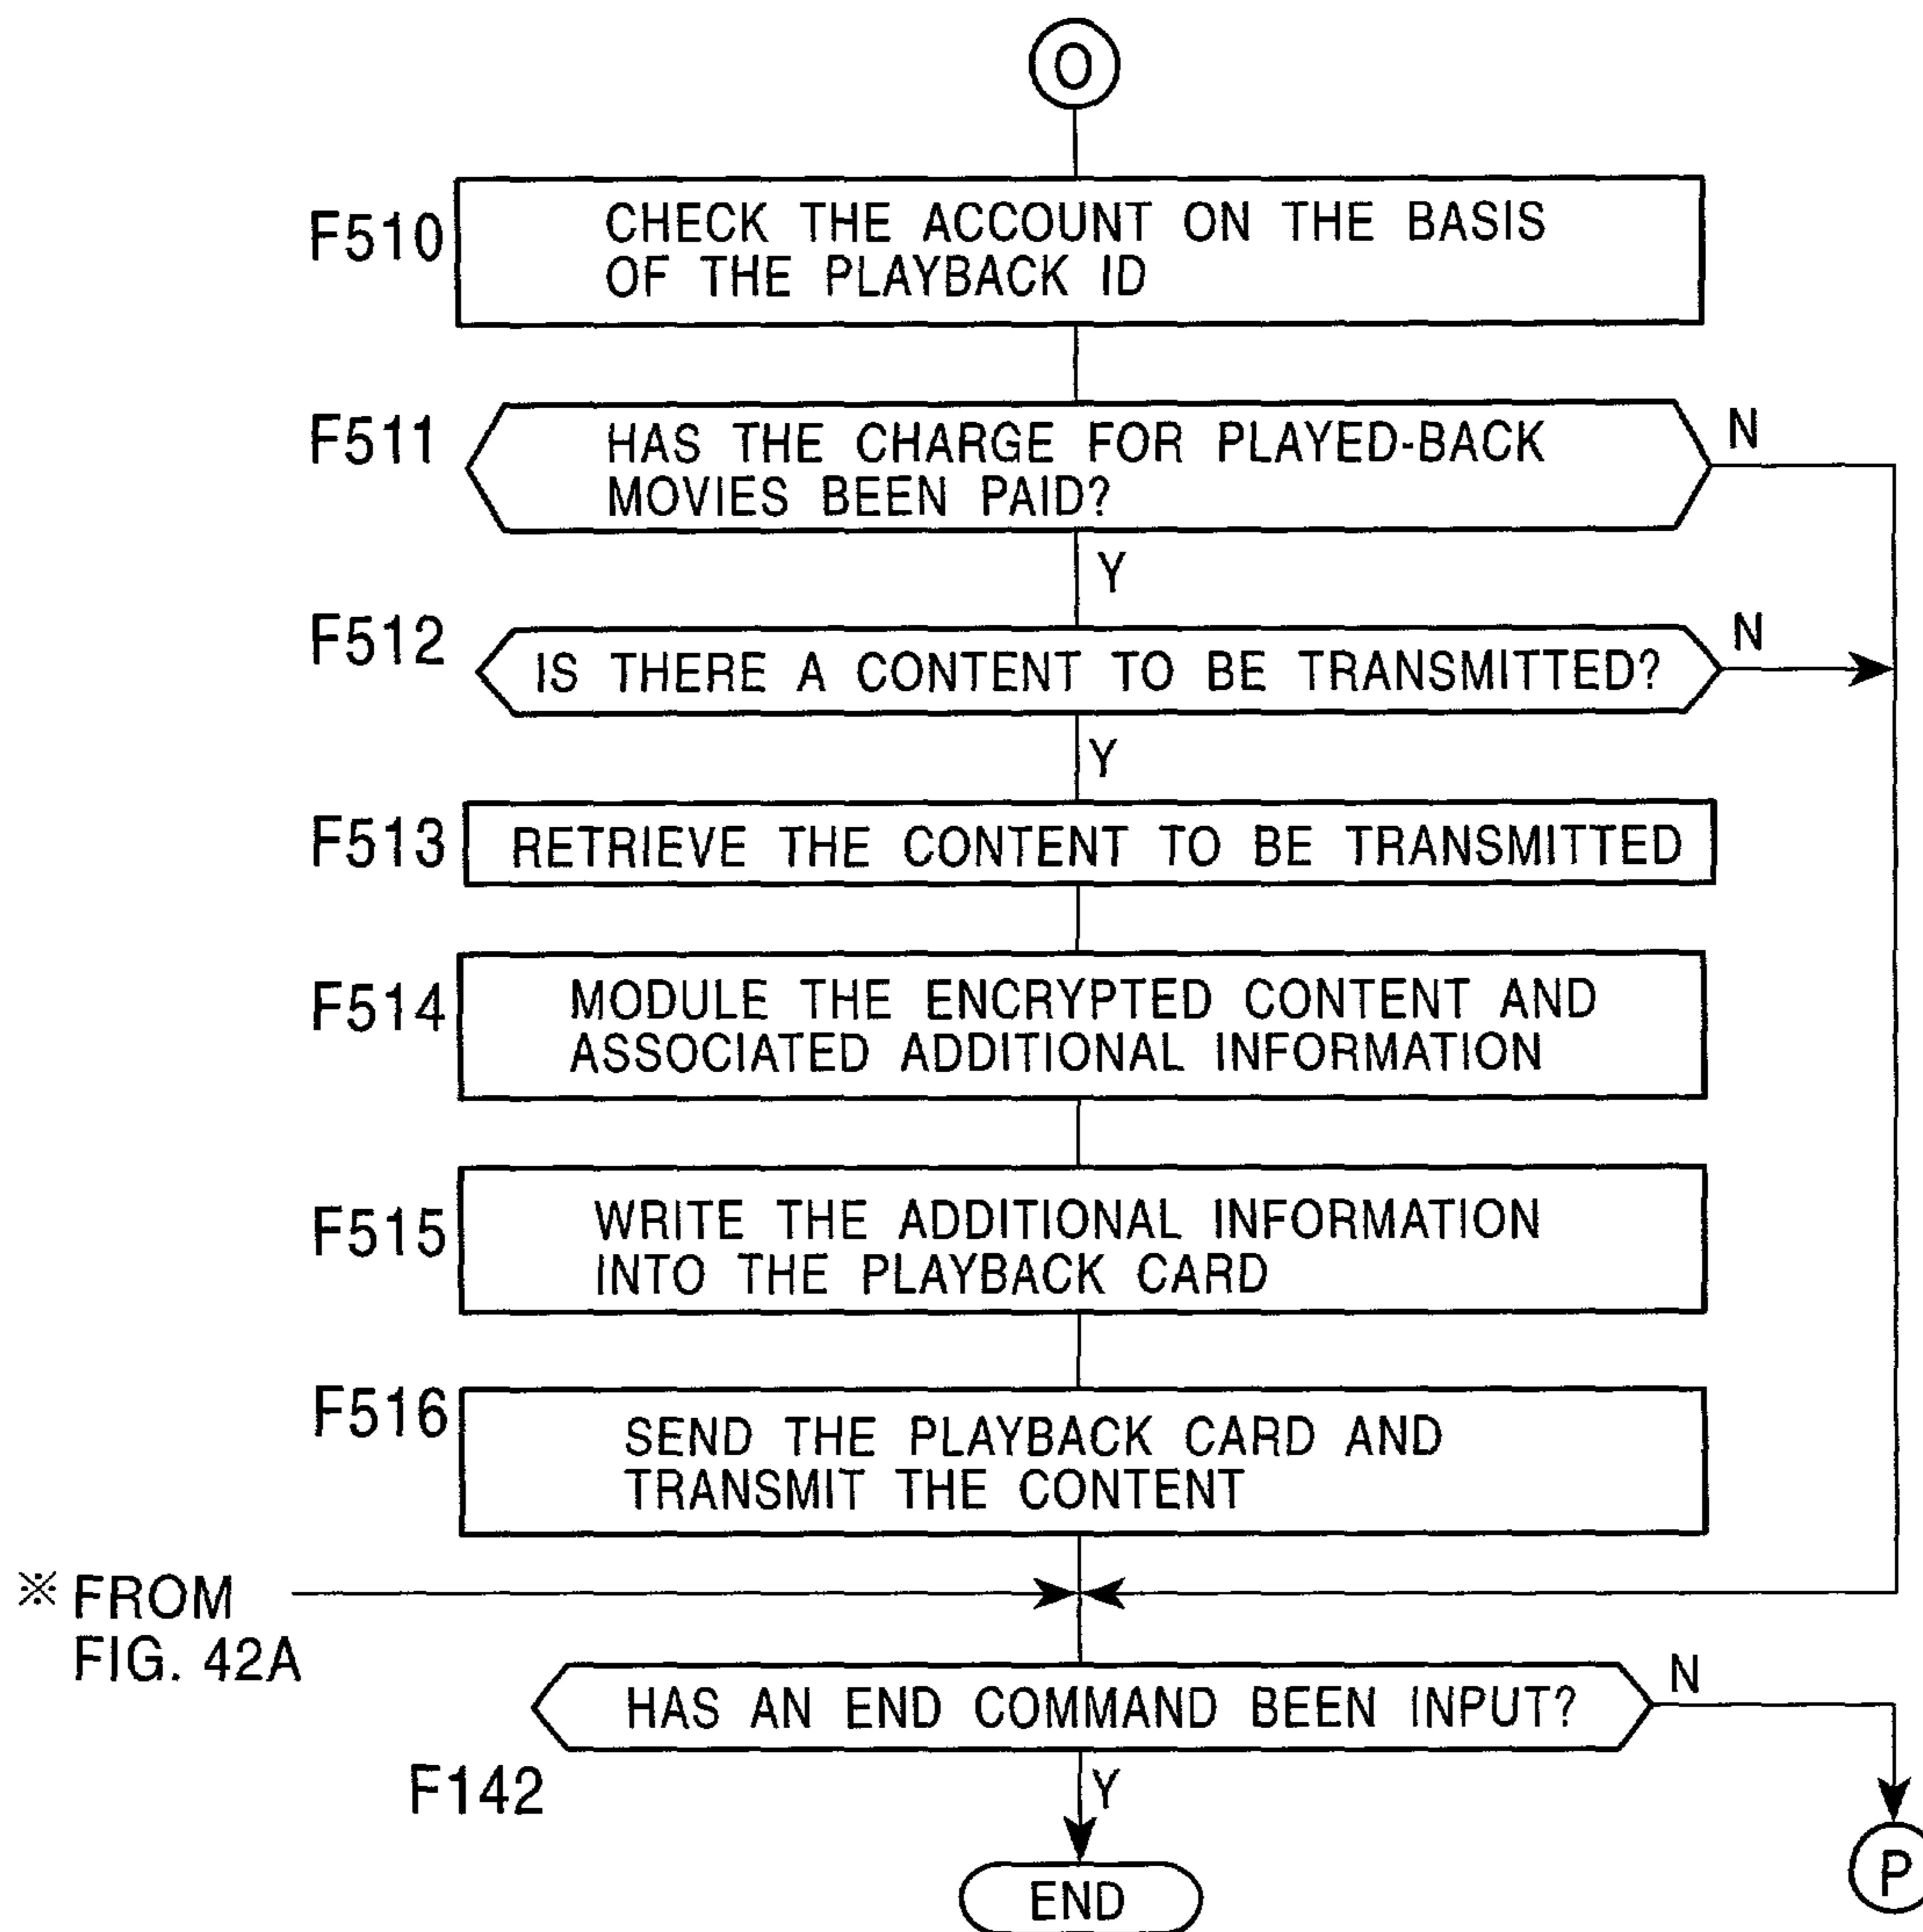 O
F510
CHECK THE ACCOUNT ON THE BASIS
OF THE PLAYBACK ID
F511
HAS THE CHARGE FOR PLAYED-BACK
MOVIES BEEN PAID?
N
Y
F512
IS THERE A CONTENT TO BE TRANSMITTED?
N
Y
F513
RETRIEVE THE CONTENT TO BE TRANSMITTED
F514
MODULE THE ENCRYPTED CONTENT AND
ASSOCIATED ADDITIONAL INFORMATION
F515
WRITE THE ADDITIONAL INFORMATION
INTO THE PLAYBACK CARD
F516
SEND THE PLAYBACK CARD AND
TRANSMIT THE CONTENT
※ FROM
FIG. 42A
HAS AN END COMMAND BEEN INPUT?
N
F142
Y
END
P